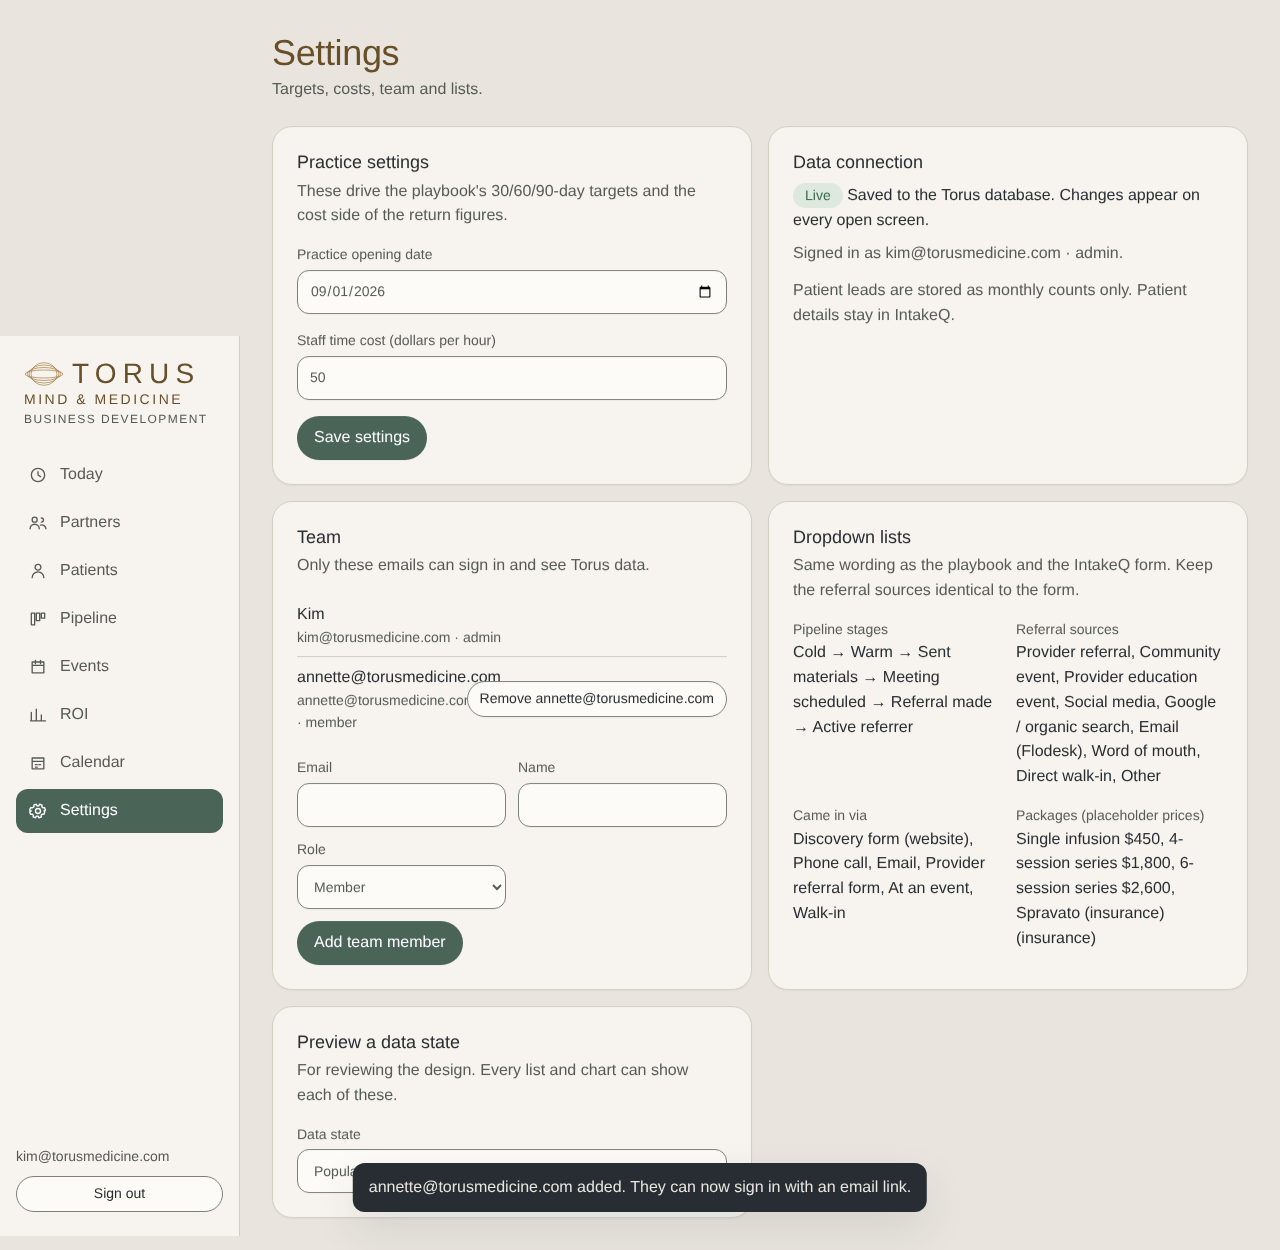 Settings
Targets, costs, team and lists.
TORUS
MIND & MEDICINE
BUSINESS DEVELOPMENT
Today
Partners
Patients
Pipeline
Events
ROI
Calendar
Settings
kim@torusmedicine.com
Sign out
Practice settings
These drive the playbook's 30/60/90-day targets and the
cost side of the return figures.
Practice opening date
09/01/2026
Staff time cost (dollars per hour)
50
Save settings
Data connection
Live Saved to the Torus database. Changes appear on
every open screen.
Signed in as kim@torusmedicine.com · admin.
Patient leads are stored as monthly counts only. Patient
details stay in IntakeQ.
Team
Only these emails can sign in and see Torus data.
Kim
kim@torusmedicine.com · admin
annette@torusmedicine.com
annette@torusmedicine.com
· member
Remove annette@torusmedicine.com
Email
Name
Role
Member
Add team member
Dropdown lists
Same wording as the playbook and the IntakeQ form. Keep
the referral sources identical to the form.
Pipeline stages
Cold → Warm → Sent
materials → Meeting
scheduled → Referral made
→ Active referrer
Referral sources
Provider referral, Community
event, Provider education
event, Social media, Google
/ organic search, Email
(Flodesk), Word of mouth,
Direct walk-in, Other
Came in via
Discovery form (website),
Phone call, Email, Provider
referral form, At an event,
Walk-in
Packages (placeholder prices)
Single infusion $450, 4-
session series $1,800, 6-
session series $2,600,
Spravato (insurance)
(insurance)
Preview a data state
For reviewing the design. Every list and chart can show
each of these.
Data state
annette@torusmedicine.com added. They can now sign in with an email link.